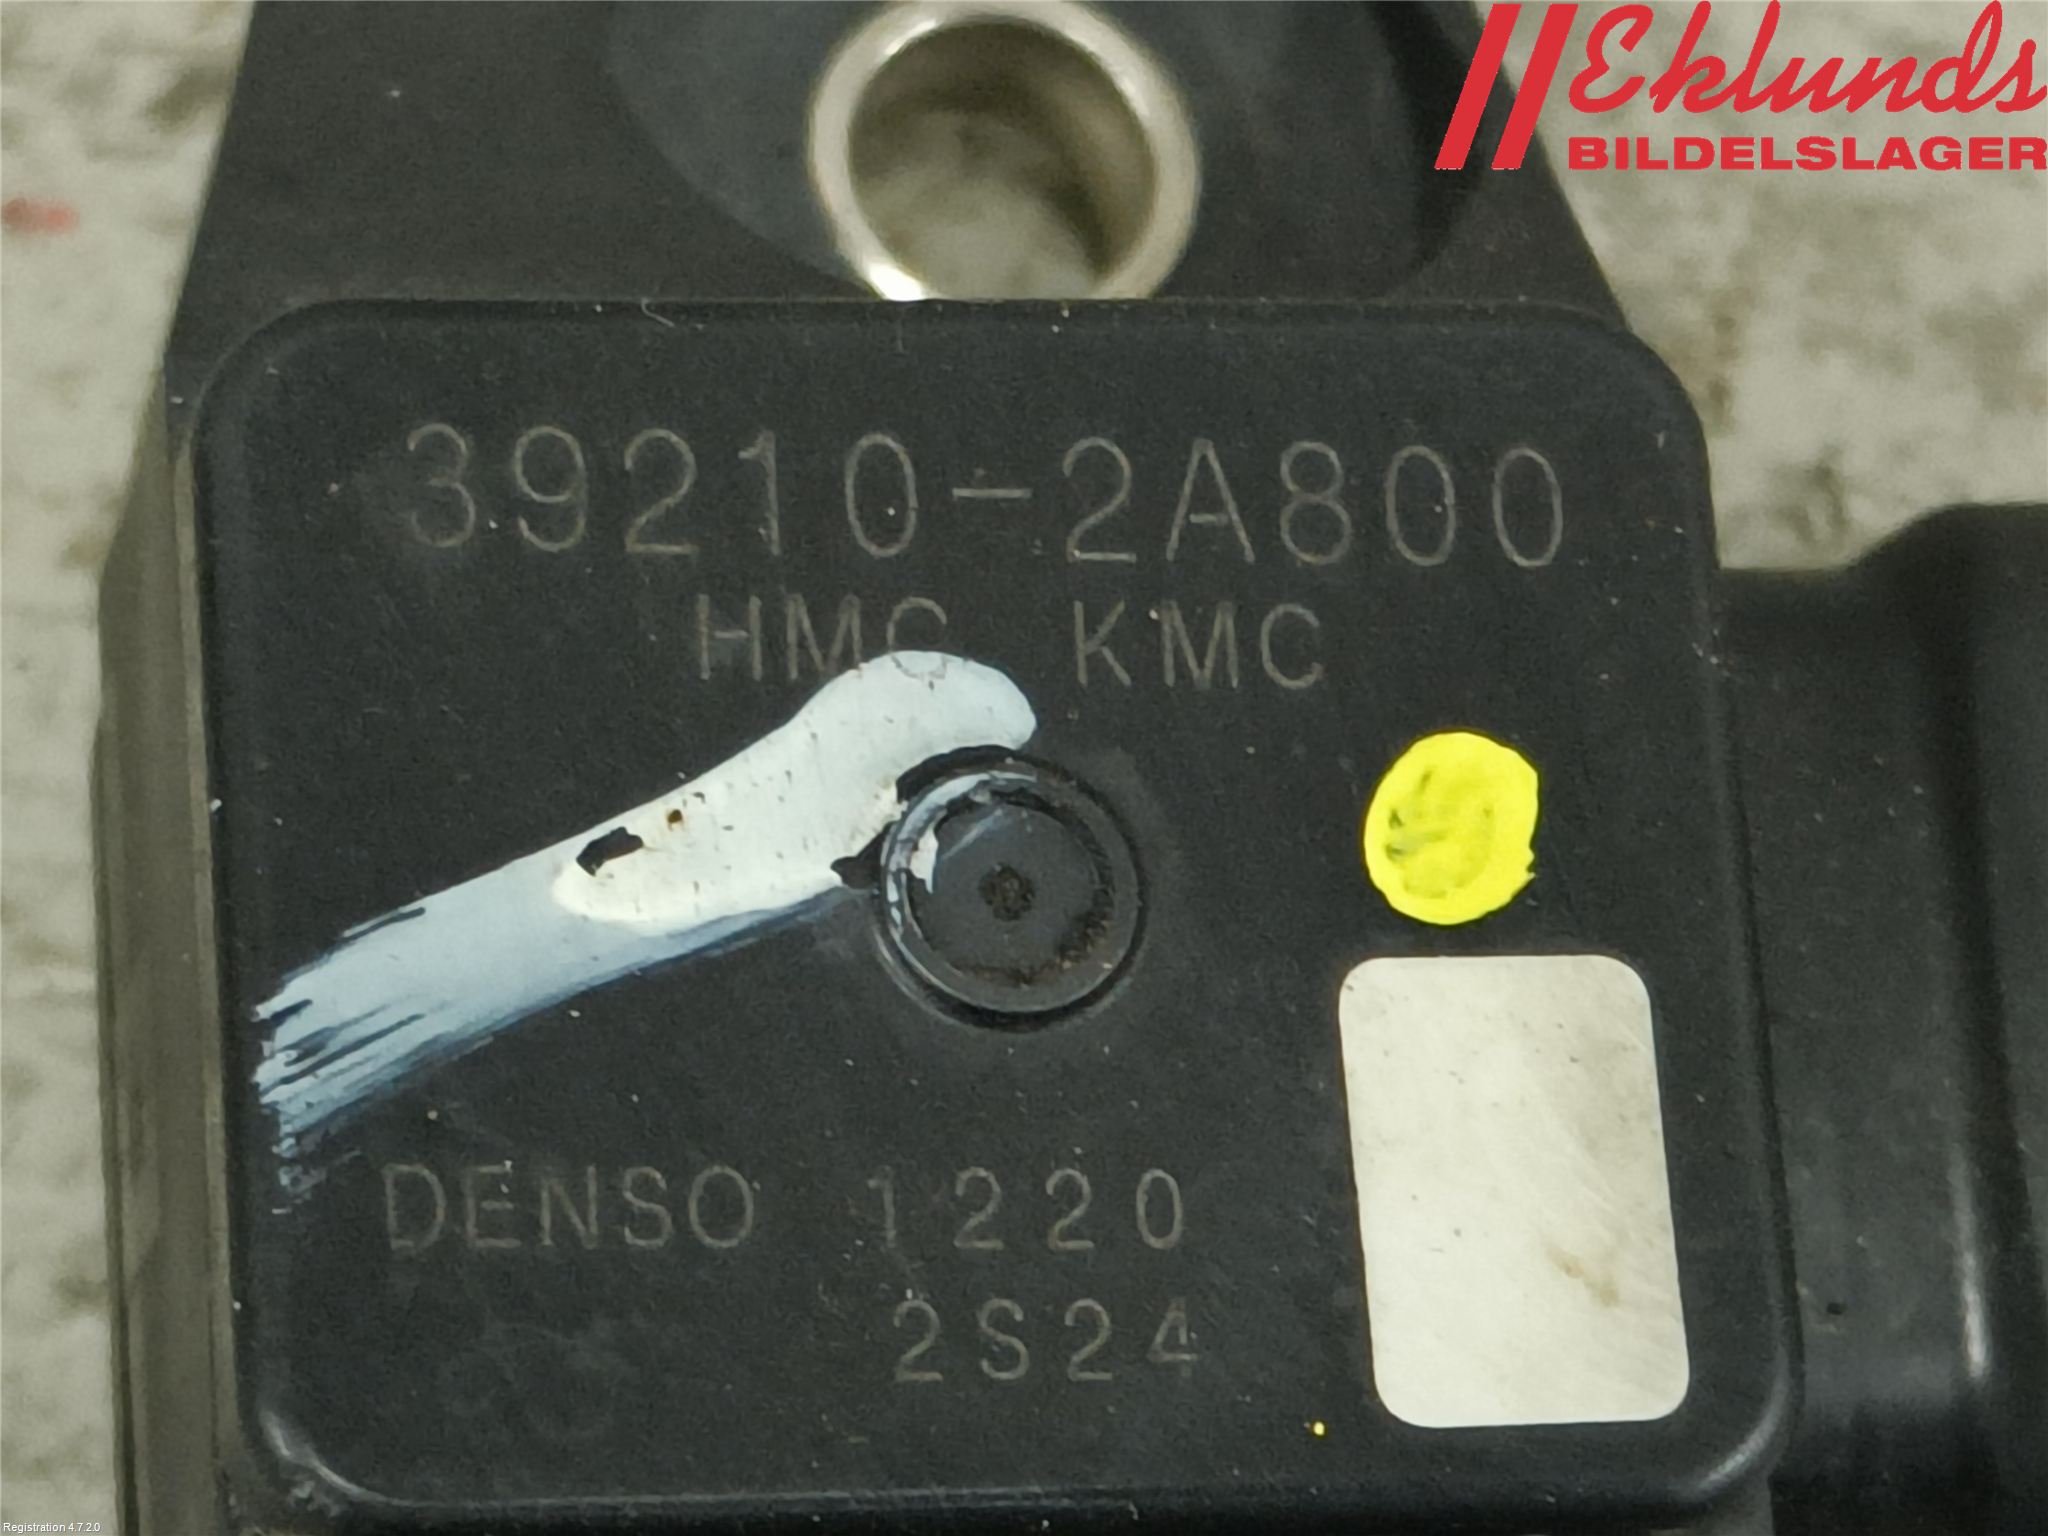 Eklunds
BILDELSLAGER
39210-2A800
HMC KMC
DENSO 1220
2S24
Registration 4.7.2.0